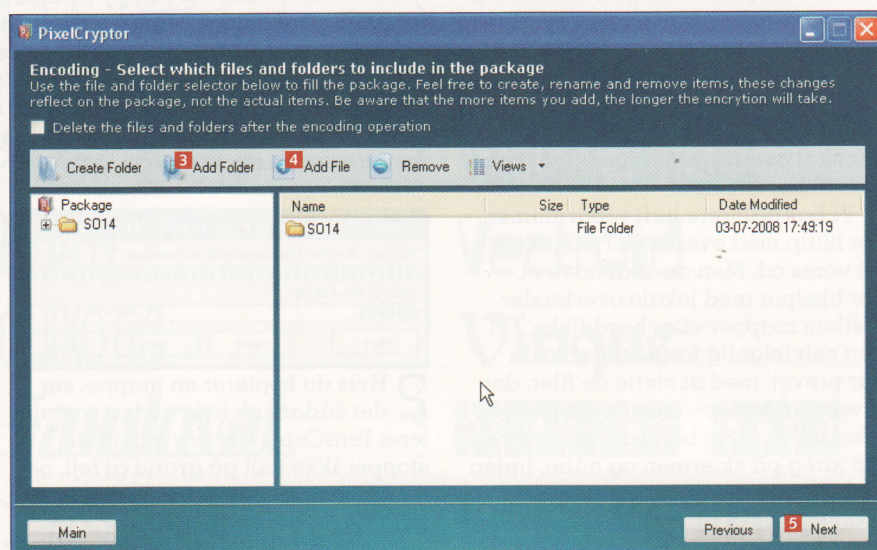 PixelCryptor
Encoding - Select which files and folders to include in the package
Use the file and folder selector below to fill the package. Feel free to create, rename and remove items, these changes
reflect on the package, not the actual items. Be aware that the more items you add, the longer the encrytion will take.
Delete the files and folders after the encoding operation
Create Folder 3 Add Folder 4 Add File Remove Views
Package
SO14
Name Size Type Date Modified
SO14 File Folder 03-07-2008 17:49:19
Main Previous 5 Next